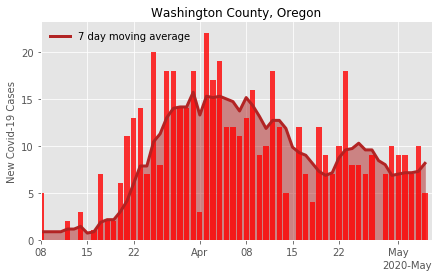 Washington County, Oregon
7 day moving average
New Covid-19 Cases
20
15
10
5
0
08 15 22 Apr 08 15 22 May
2020-May